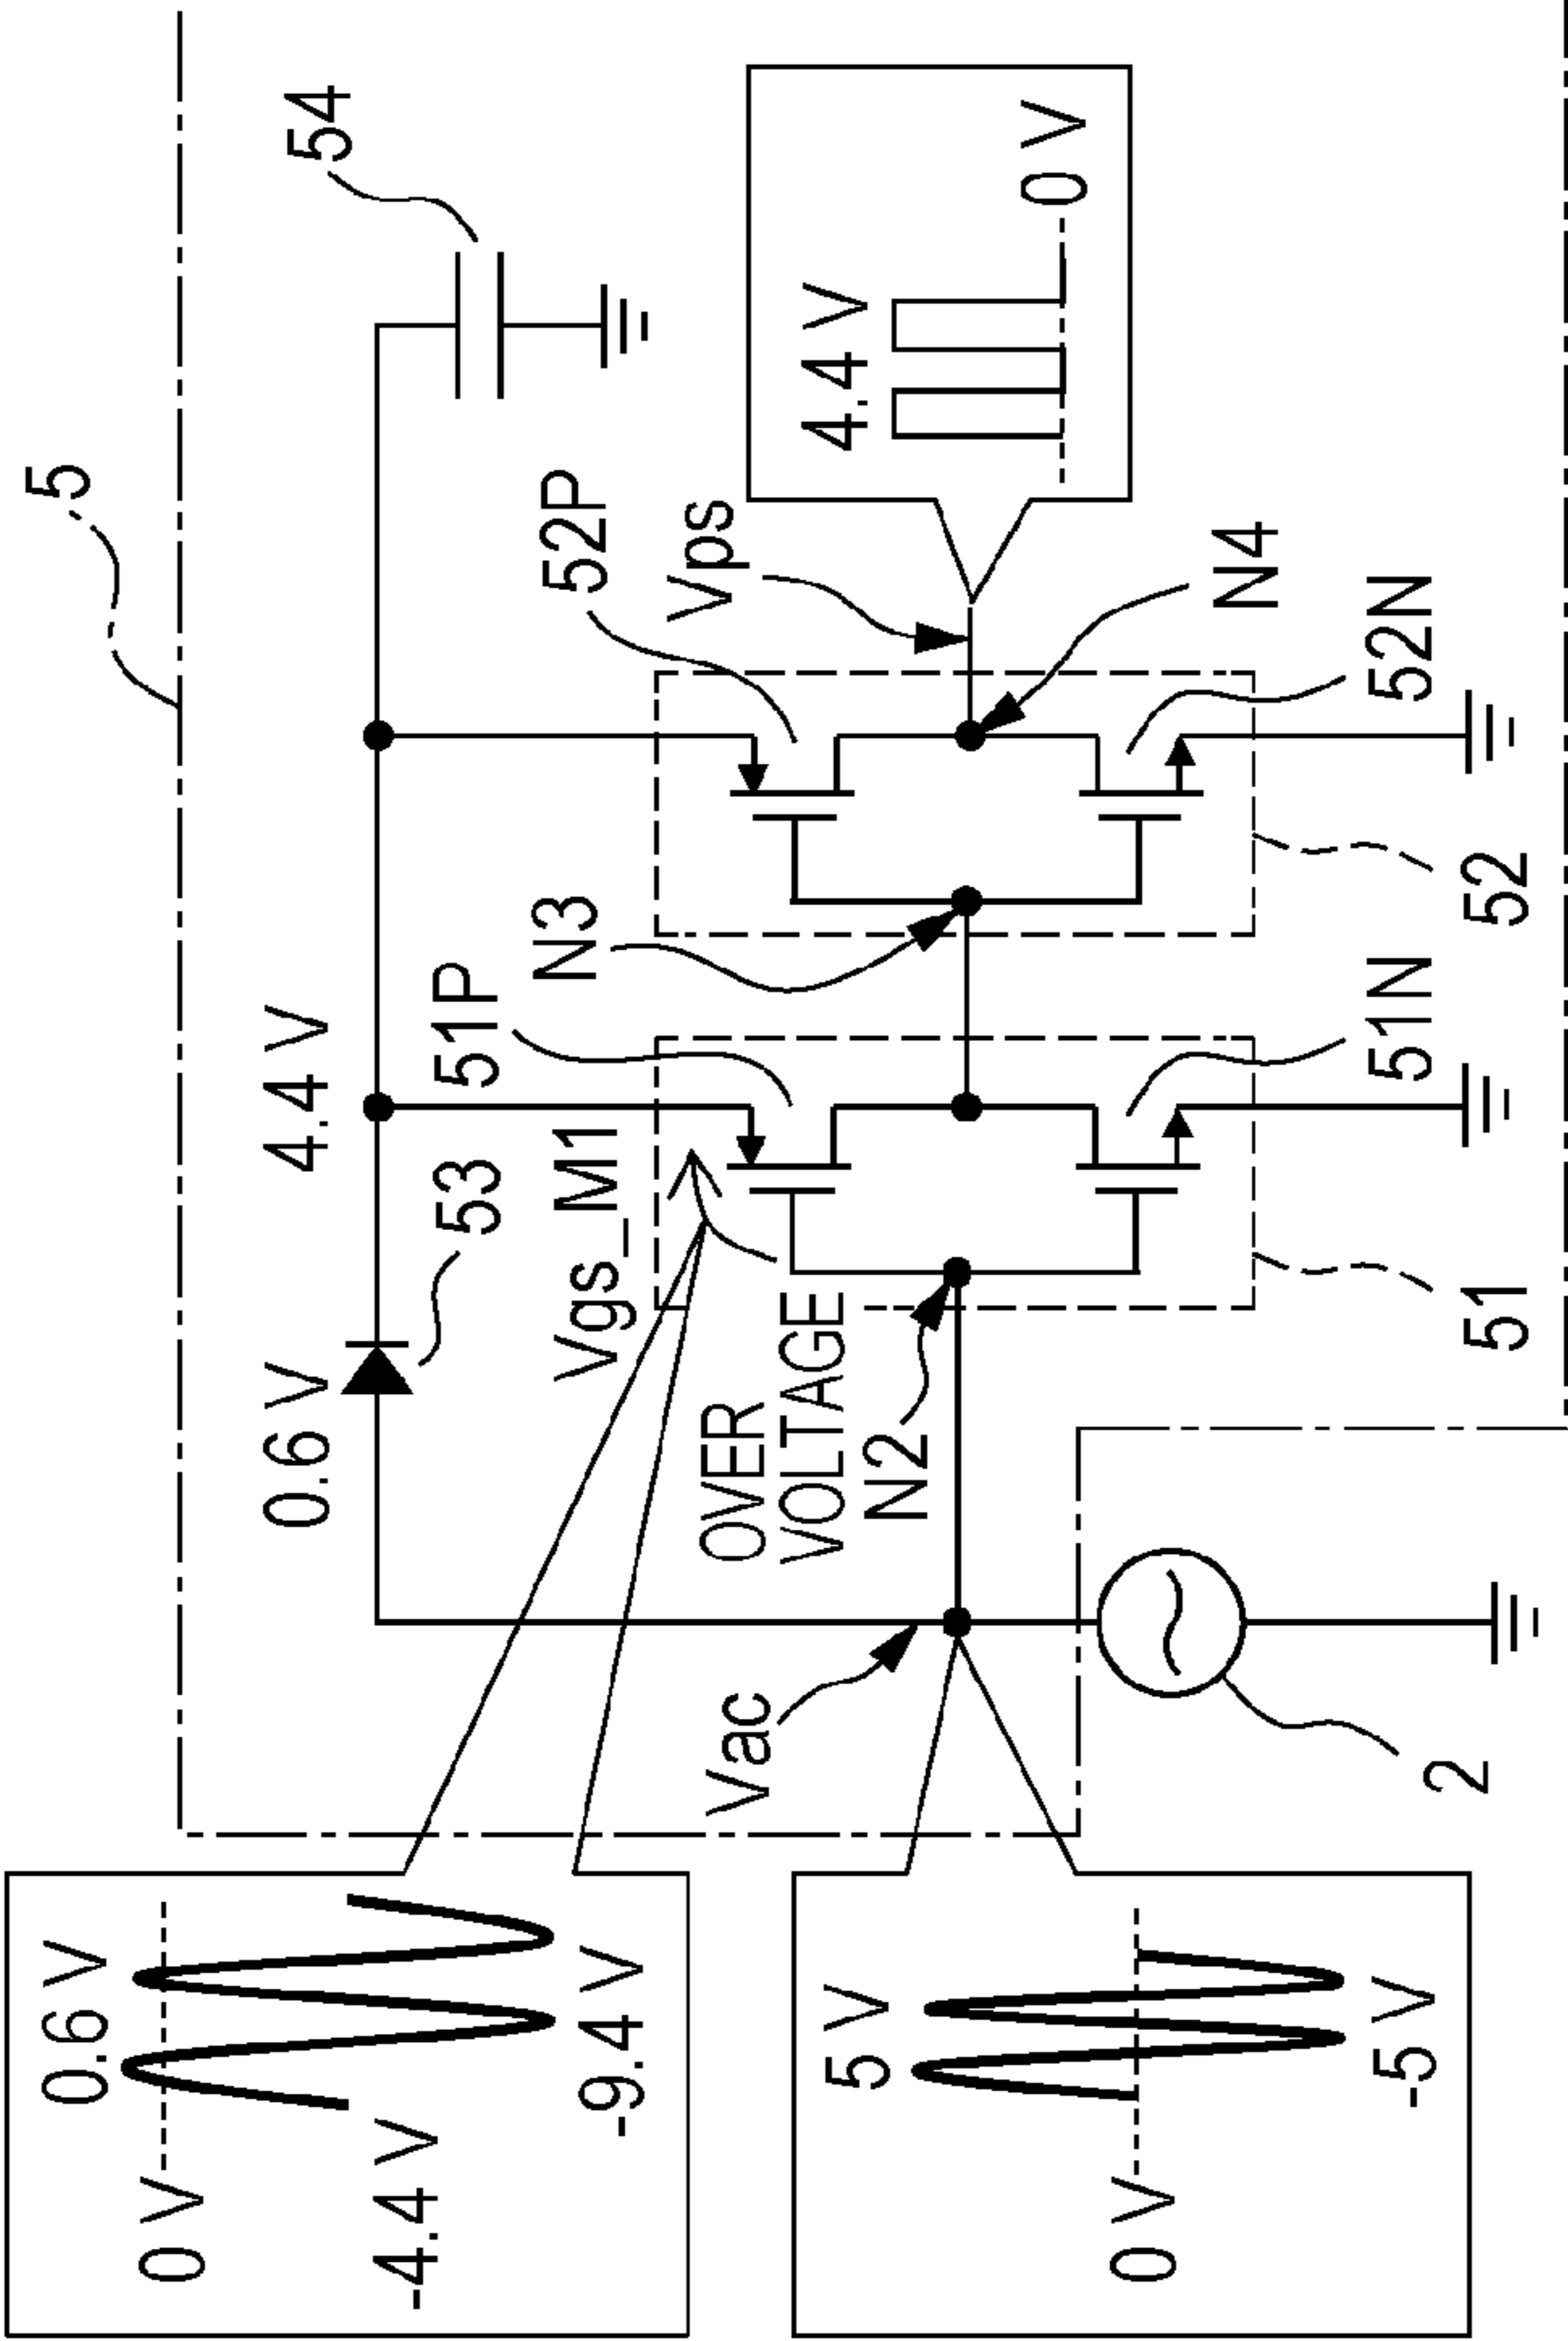 5
54
0.6 V
4.4 V
53
51P
N3
52P
Vps
4.4 V
0 V
Vgs_M1
OVER
VOLTAGE
N2
N4
Vac
51N
52N
51
52
2
0.6 V
0 V
-4.4 V
-9.4 V
5 V
0 V
-5 V